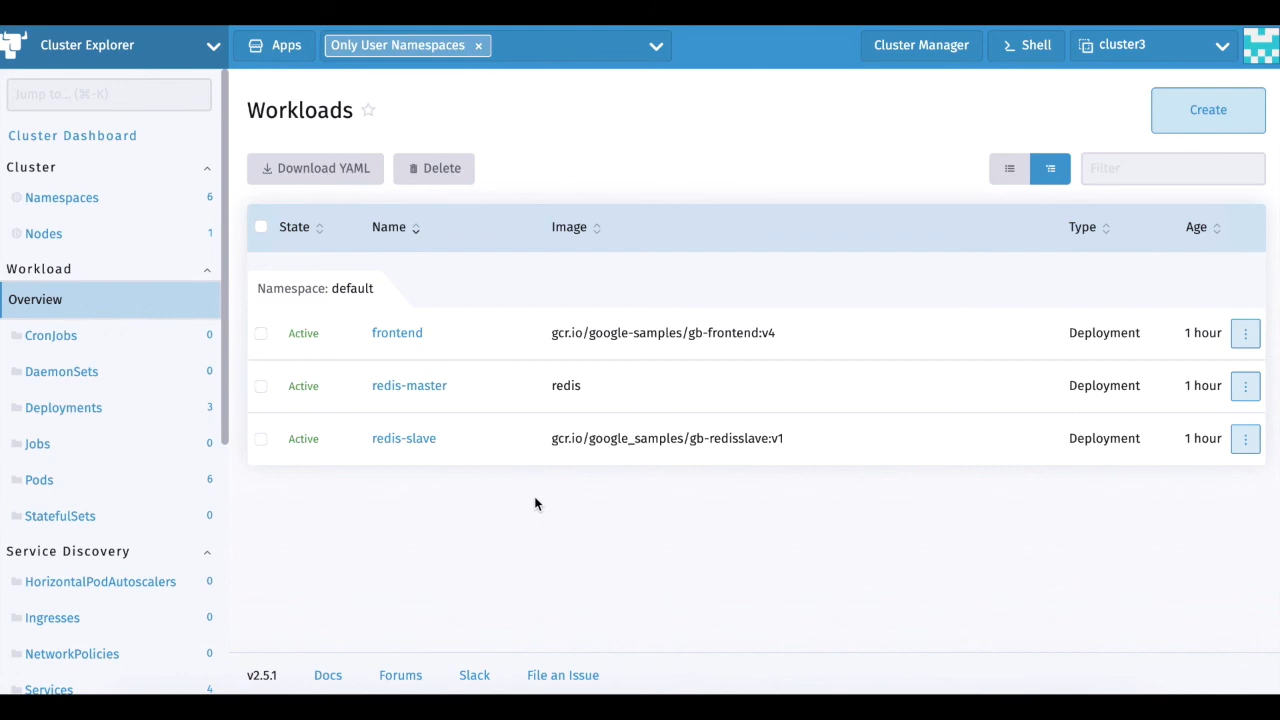 Cluster Explorer
Apps
Only User Namespaces ×
Cluster Manager
Shell
cluster3
Jump to... (⌘-K)
Cluster Dashboard
Cluster
Namespaces 6
Nodes 1
Workload
Overview
CronJobs 0
DaemonSets 0
Deployments 3
Jobs 0
Pods 6
StatefulSets 0
Service Discovery
HorizontalPodAutoscalers 0
Ingresses 0
NetworkPolicies 0
Services 4
Workloads
Create
Download YAML
Delete
Filter
State Name Image Type Age
Namespace: default
Active frontend gcr.io/google-samples/gb-frontend:v4 Deployment 1 hour
Active redis-master redis Deployment 1 hour
Active redis-slave gcr.io/google_samples/gb-redisslave:v1 Deployment 1 hour
v2.5.1 Docs Forums Slack File an Issue